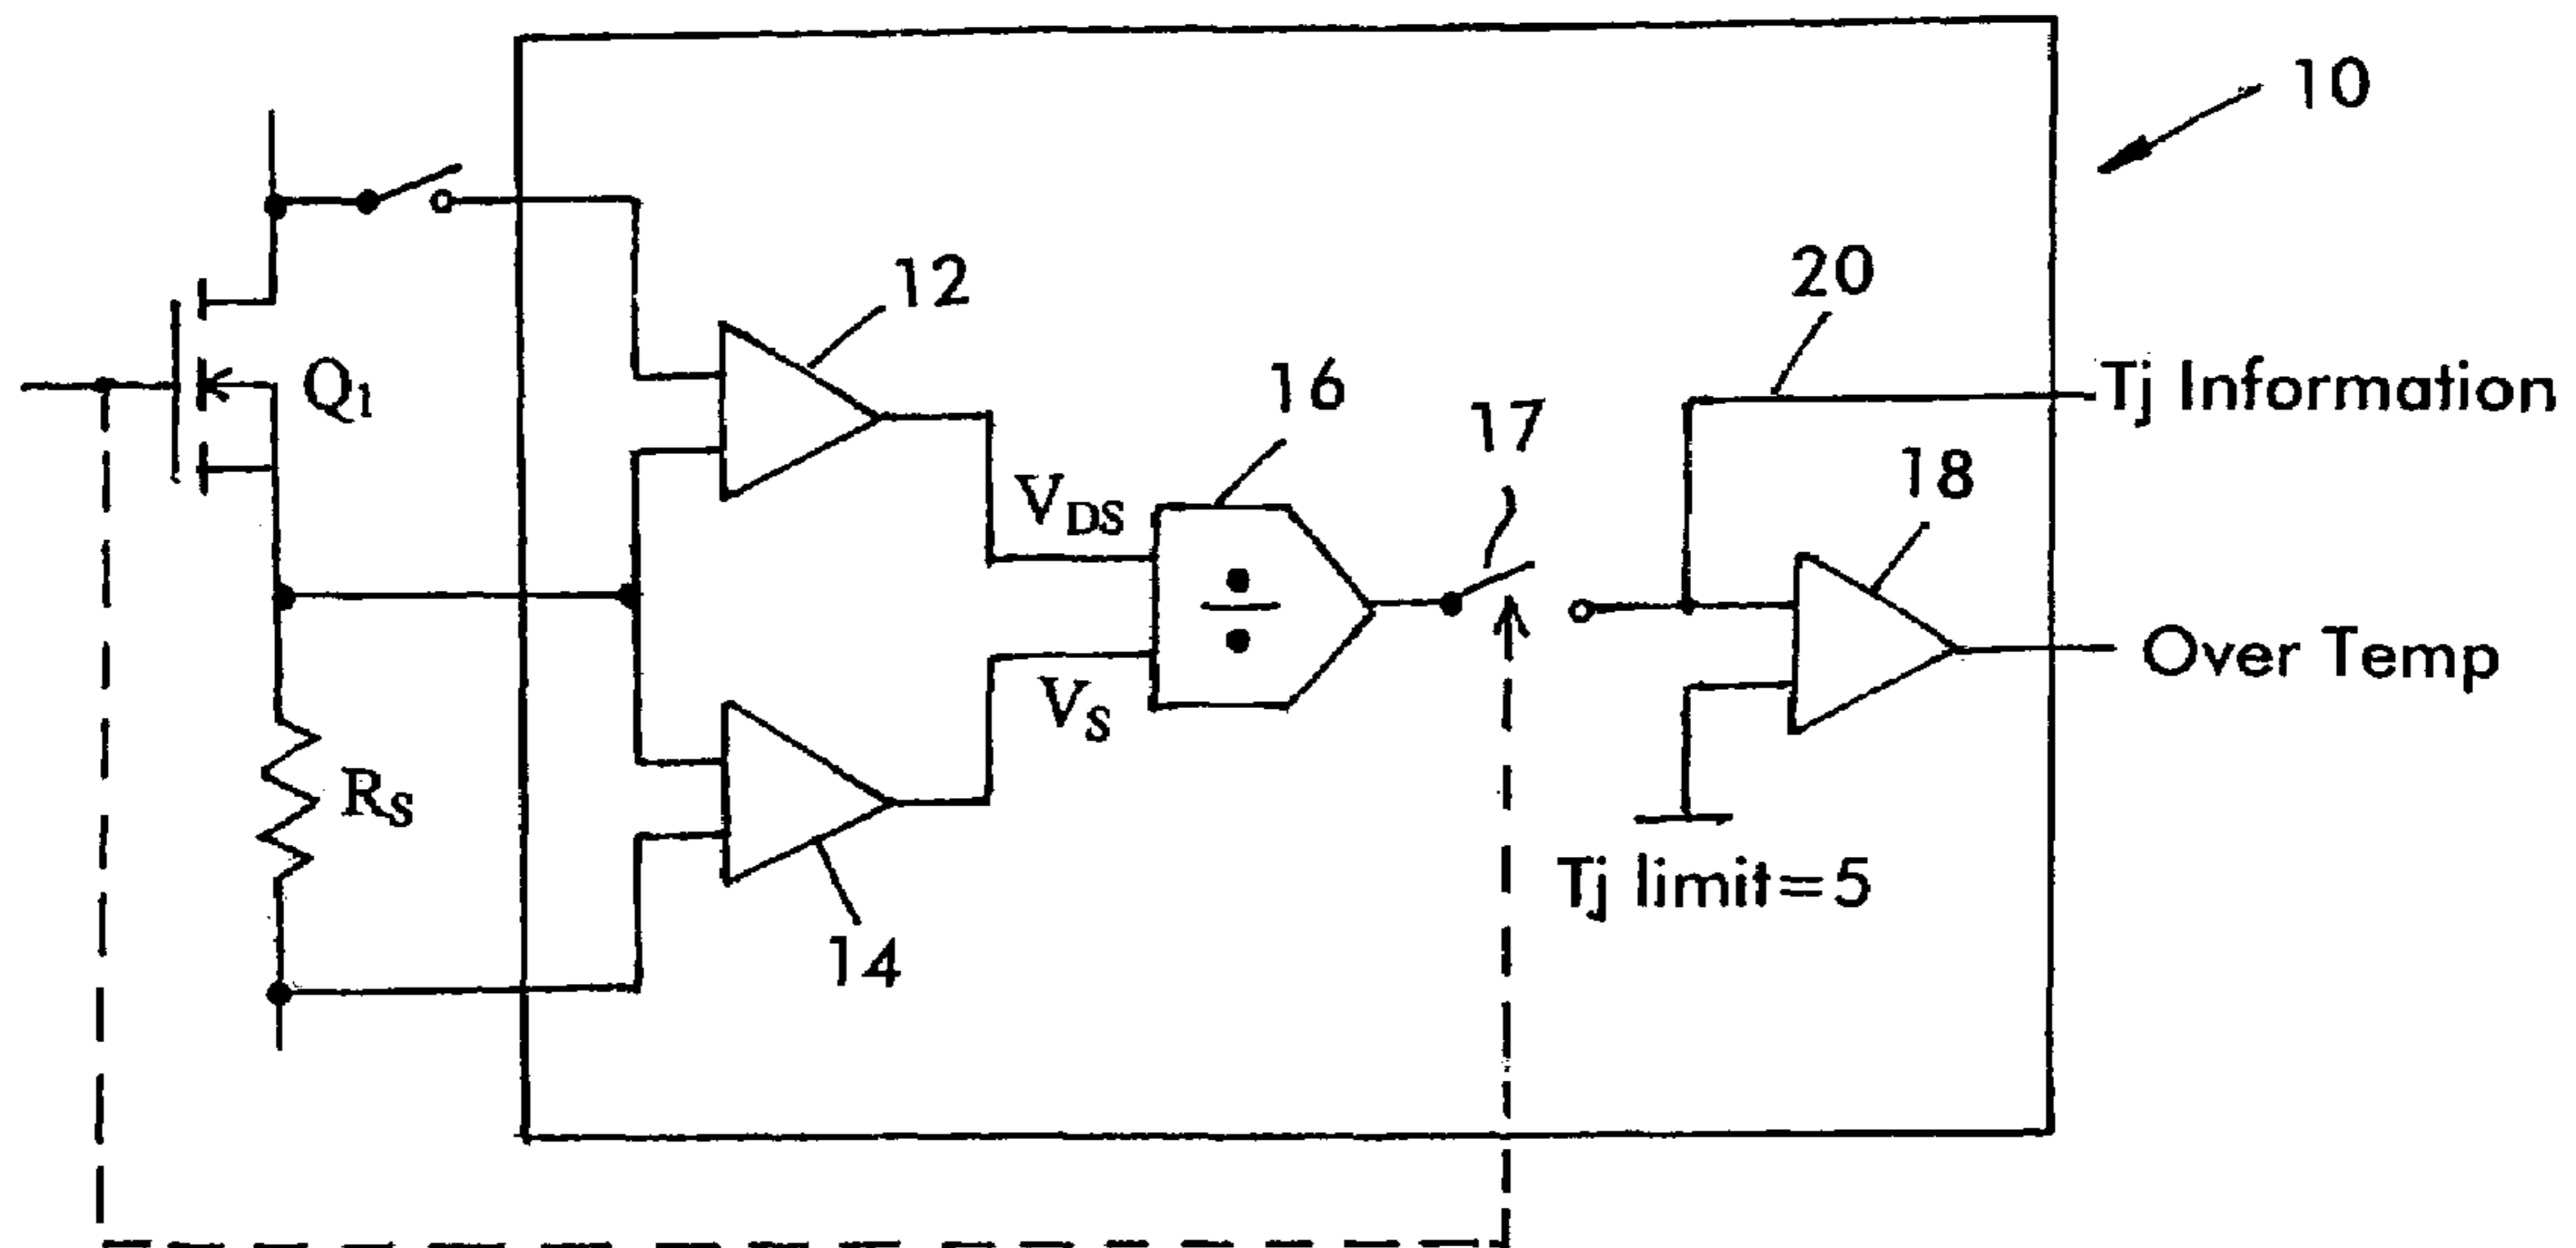 10
12
20
Q1
16
17
Tj Information
18
VDS
Over Temp
VS
RS
Tj limit=5
14